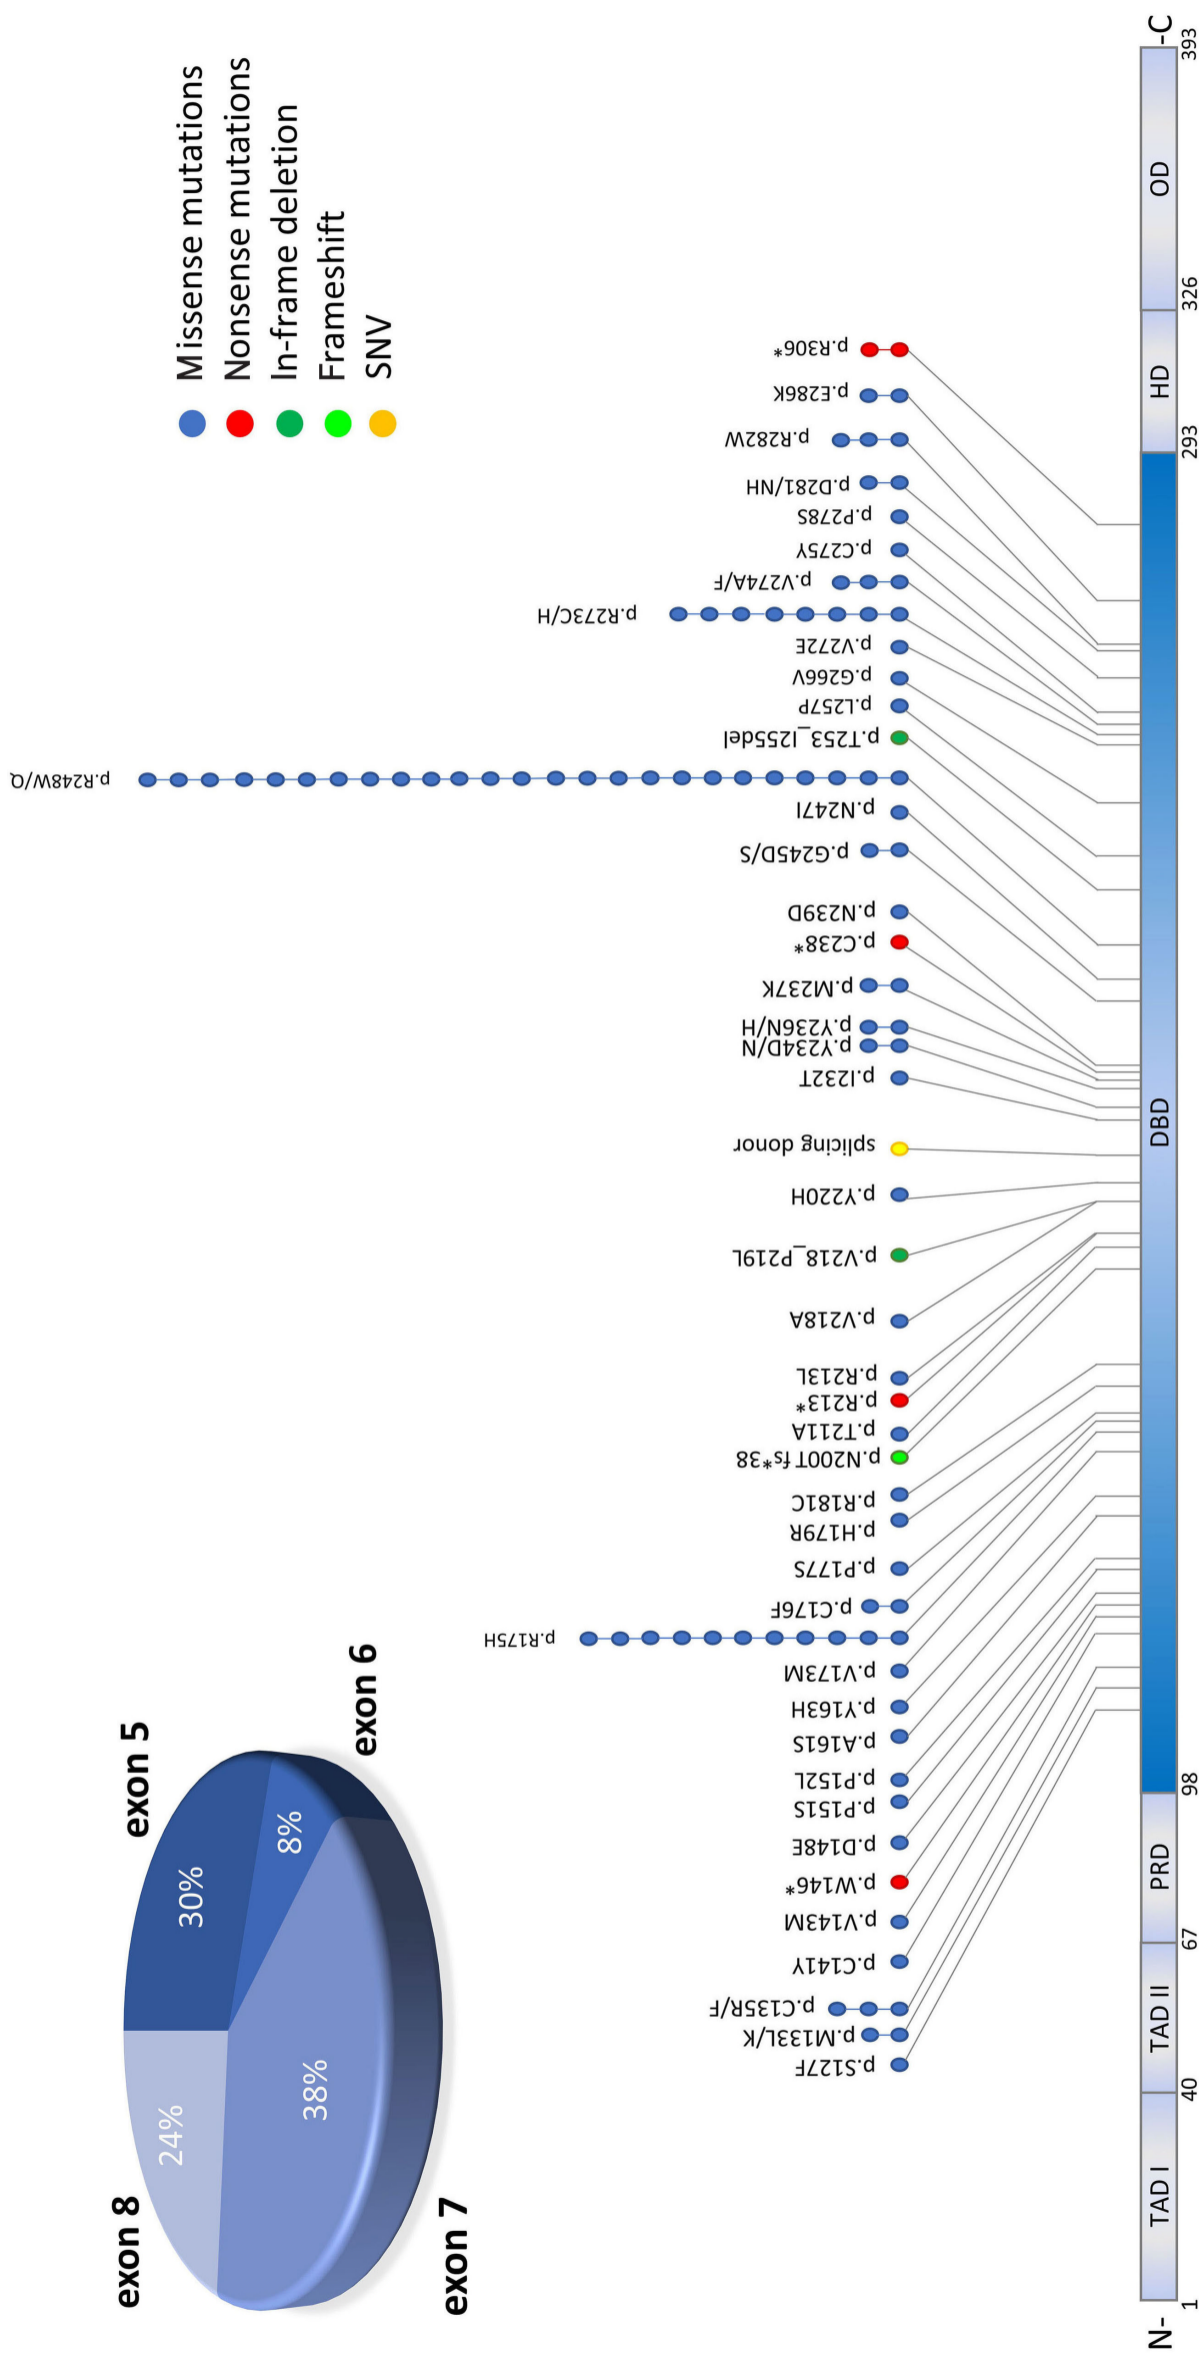 exon 8
exon 5
24%
30%
38%
8%
exon 7
exon 6
Missense mutations
Nonsense mutations
In-frame deletion
Frameshift
SNV
p.S127F
p.M133L/K
p.C135R/F
p.C141Y
p.V143M
p.W146*
p.D148E
p.P151S
p.P152L
p.A161S
p.Y163H
p.V173M
p.R175H
p.C176F
p.P177S
p.H179R
p.R181C
p.N200Tfs*38
p.T211A
p.R213*
p.R213L
p.V218A
p.V218_P219L
p.Y220H
splicing donor
p.I232T
p.Y234D/N
p.Y236N/H
p.M237K
p.C238*
p.N239D
p.G245D/S
p.N247I
p.R248W/Q
p.T253_I255del
p.L257P
p.G266V
p.V272E
p.R273C/H
p.V274A/F
p.C275Y
p.P278S
p.D281/NH
p.R282W
p.E286K
p.R306*
N- TAD I TAD II PRD DBD HD OD -C
1 40 67 98 293 326 393